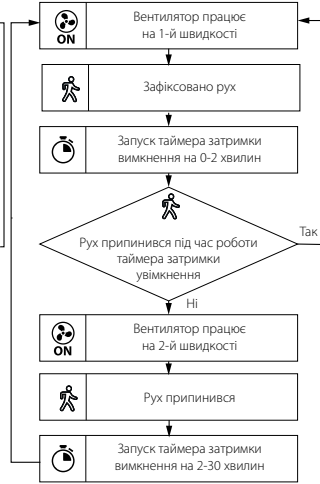 ON
Вентилятор працює
на 1-й швидкості
Зафіксовано рух
Запуск таймера затримки
вимкнення на 0-2 хвилин
Рух припинився під час роботи
таймера затримки
увімкнення
Так
Ні
ON
Вентилятор працює
на 2-й швидкості
Рух припинився
Запуск таймера затримки
вимкнення на 2-30 хвилин